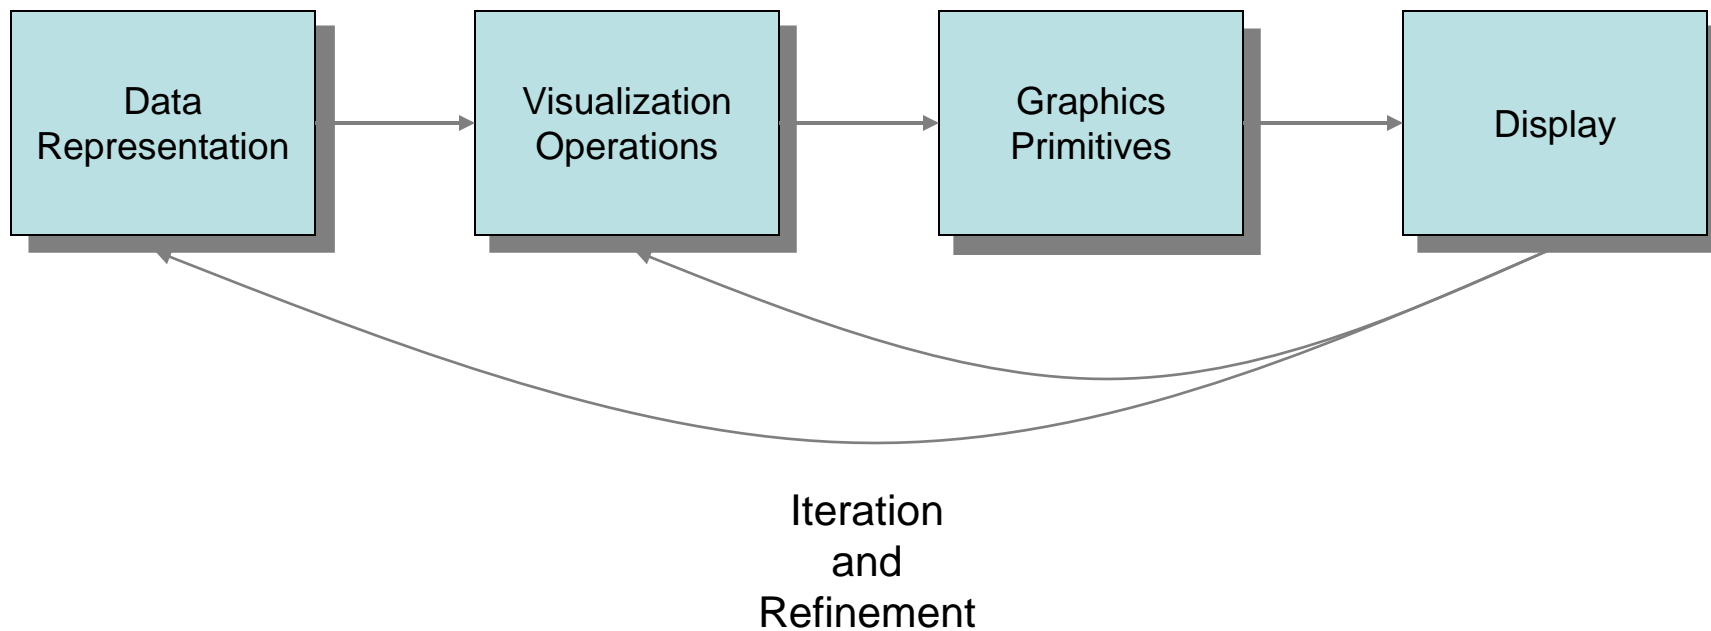 Data
Representation
Visualization
Operations
Graphics
Primitives
Display
Iteration
and
Refinement